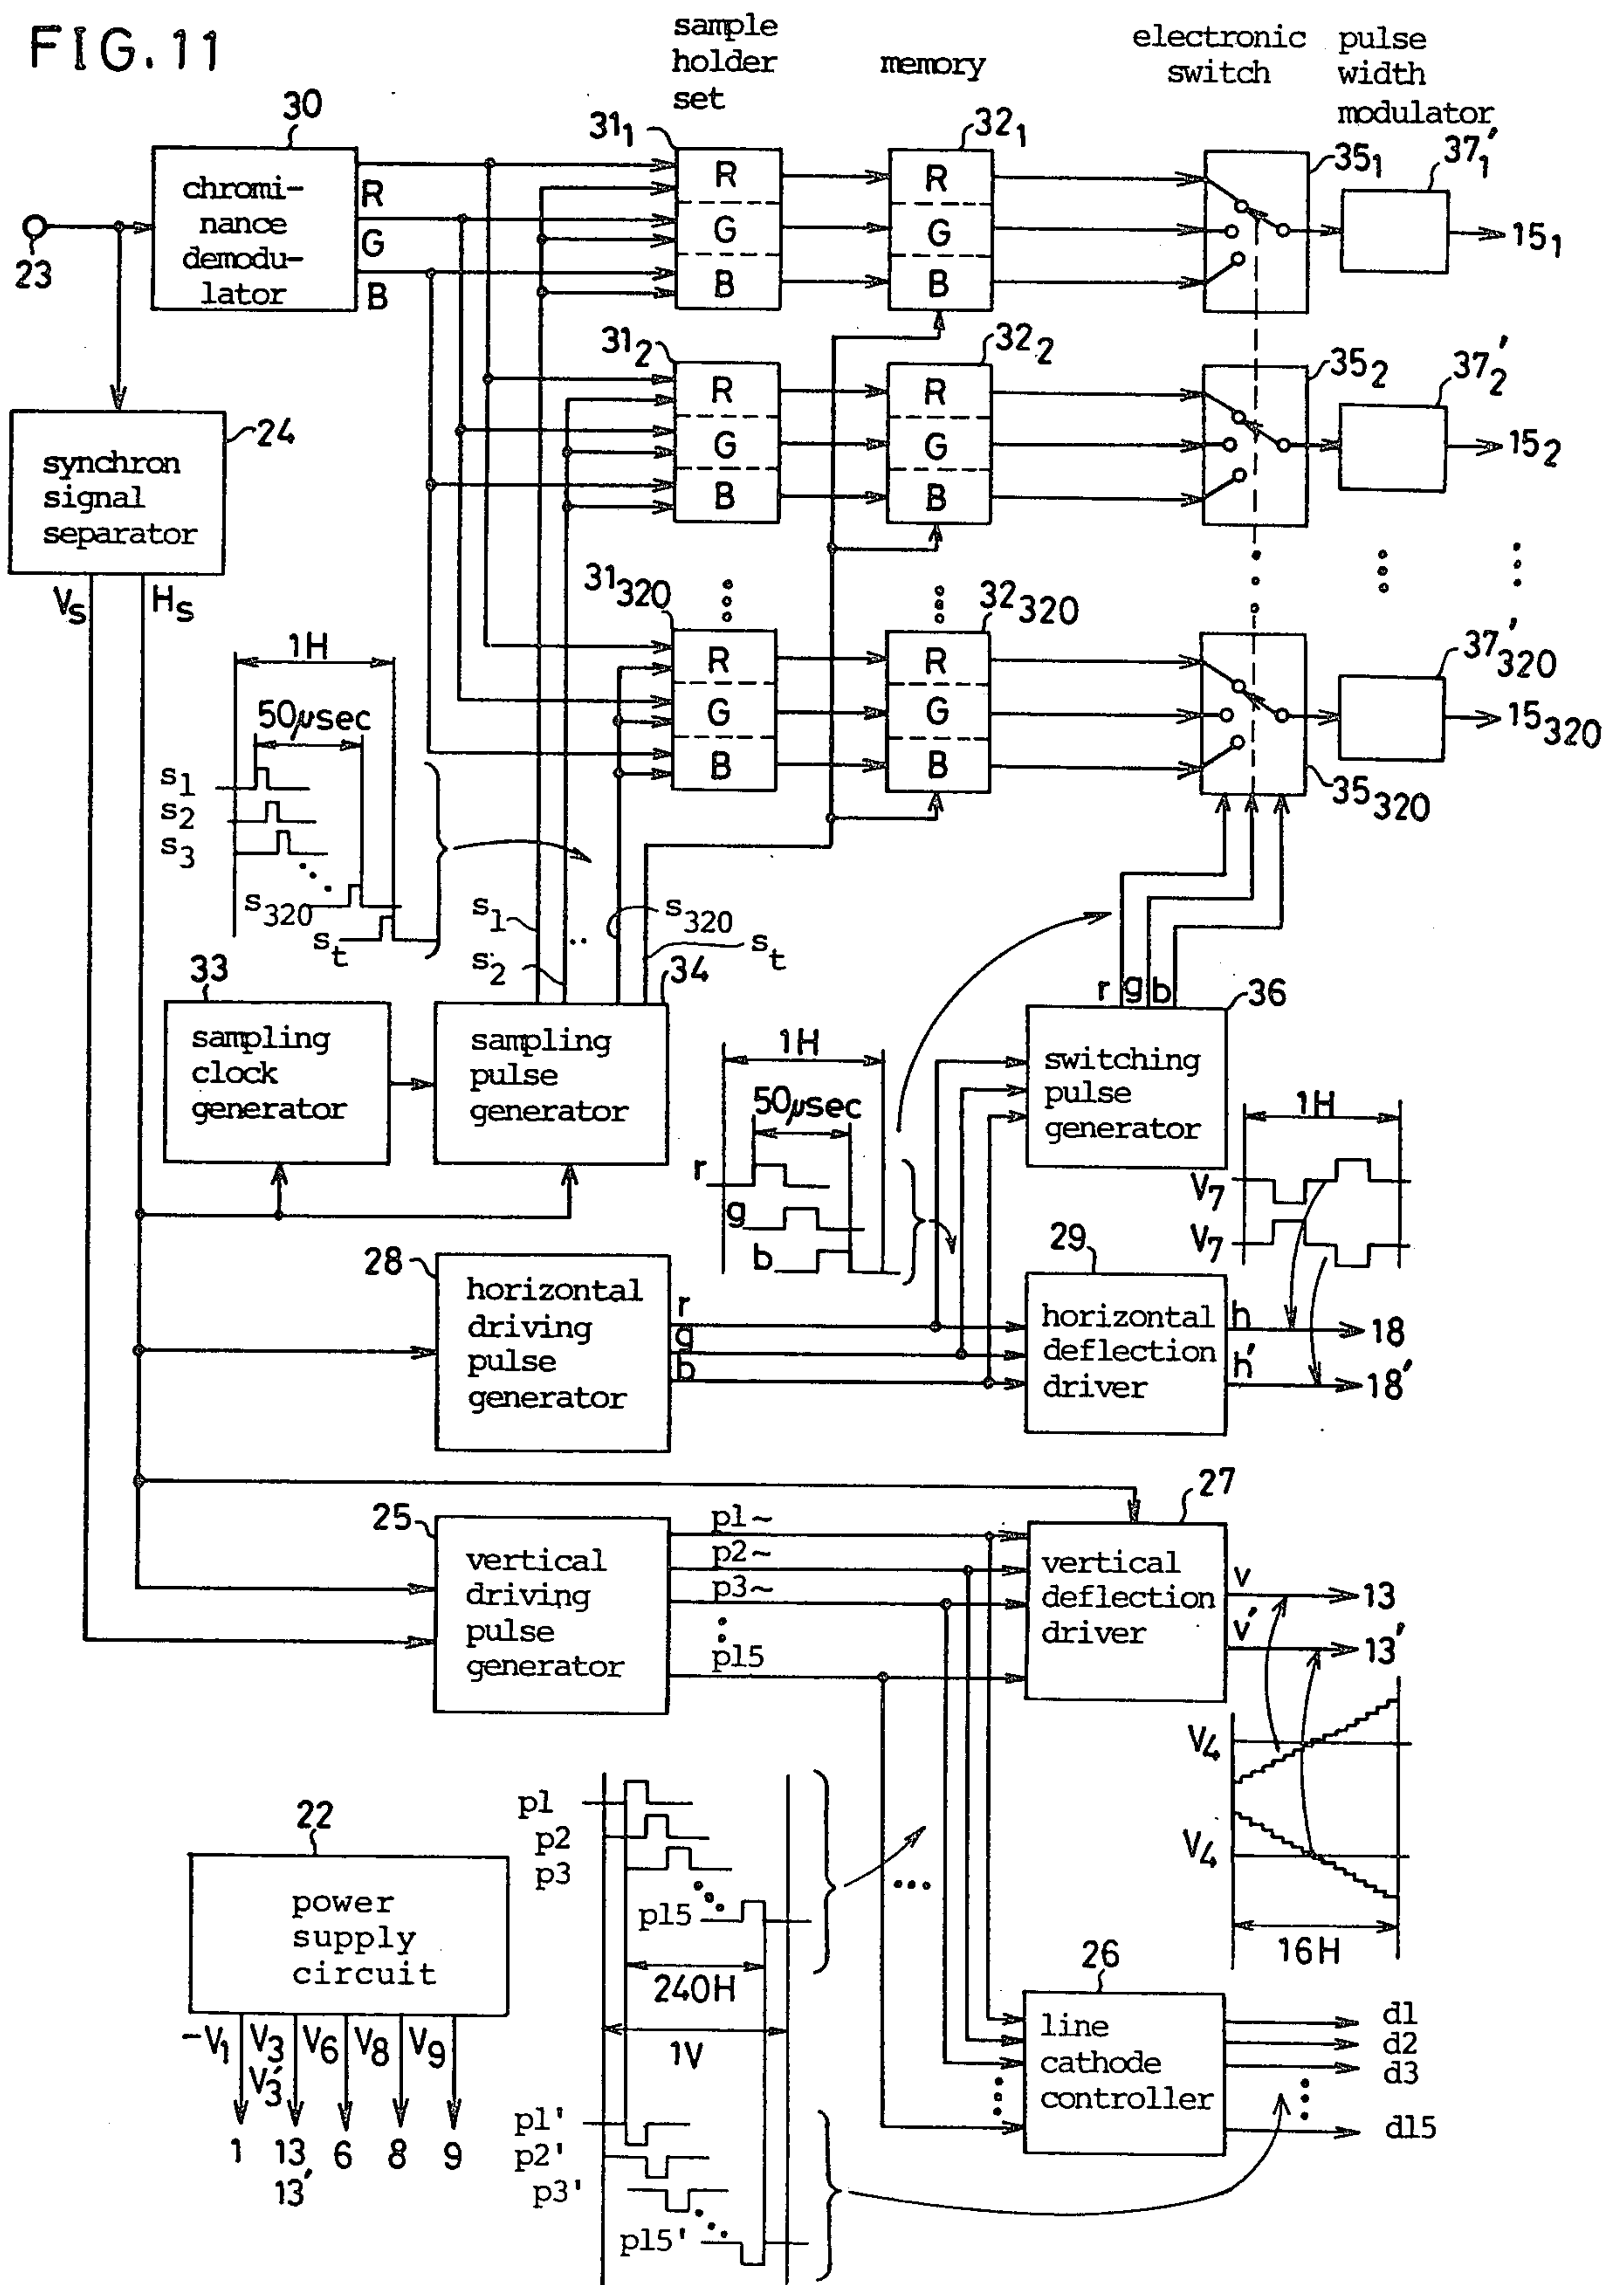 FIG.11
sample
holder
set
memory
electronic
switch
pulse
width
modulator
30
31₁
32₁
35₁
37₁'
chromi-
nance
demodu-
lator
R
G
B
R
G
B
R
G
B
23
15₁
31₂
32₂
35₂
37₂'
R
G
B
R
G
B
15₂
24
synchron
signal
separator
Vs
Hs
31₃₂₀
32₃₂₀
37'₃₂₀
R
G
B
R
G
B
15₃₂₀
35₃₂₀
1H
50μsec
s₁
s₂
s₃
s₃₂₀
sₜ
s₁
s₂
s₃₂₀
sₜ
33
34
sampling
clock
generator
sampling
pulse
generator
r g b
36
switching
pulse
generator
1H
50μsec
r
g
b
1H
V₇
V₇
28
horizontal
driving
pulse
generator
r
g
b
29
horizontal
deflection
driver
h
18
h'
18'
25
vertical
driving
pulse
generator
p1~
p2~
p3~
p15
27
vertical
deflection
driver
v
13
v'
13'
V₄
V₄
16H
22
power
supply
circuit
-V₁
V₃
V₃'
V₆
V₈
V₉
1
13
13'
6
8
9
p1
p2
p3
p15
240H
1V
p1'
p2'
p3'
p15'
26
line
cathode
controller
d1
d2
d3
d15